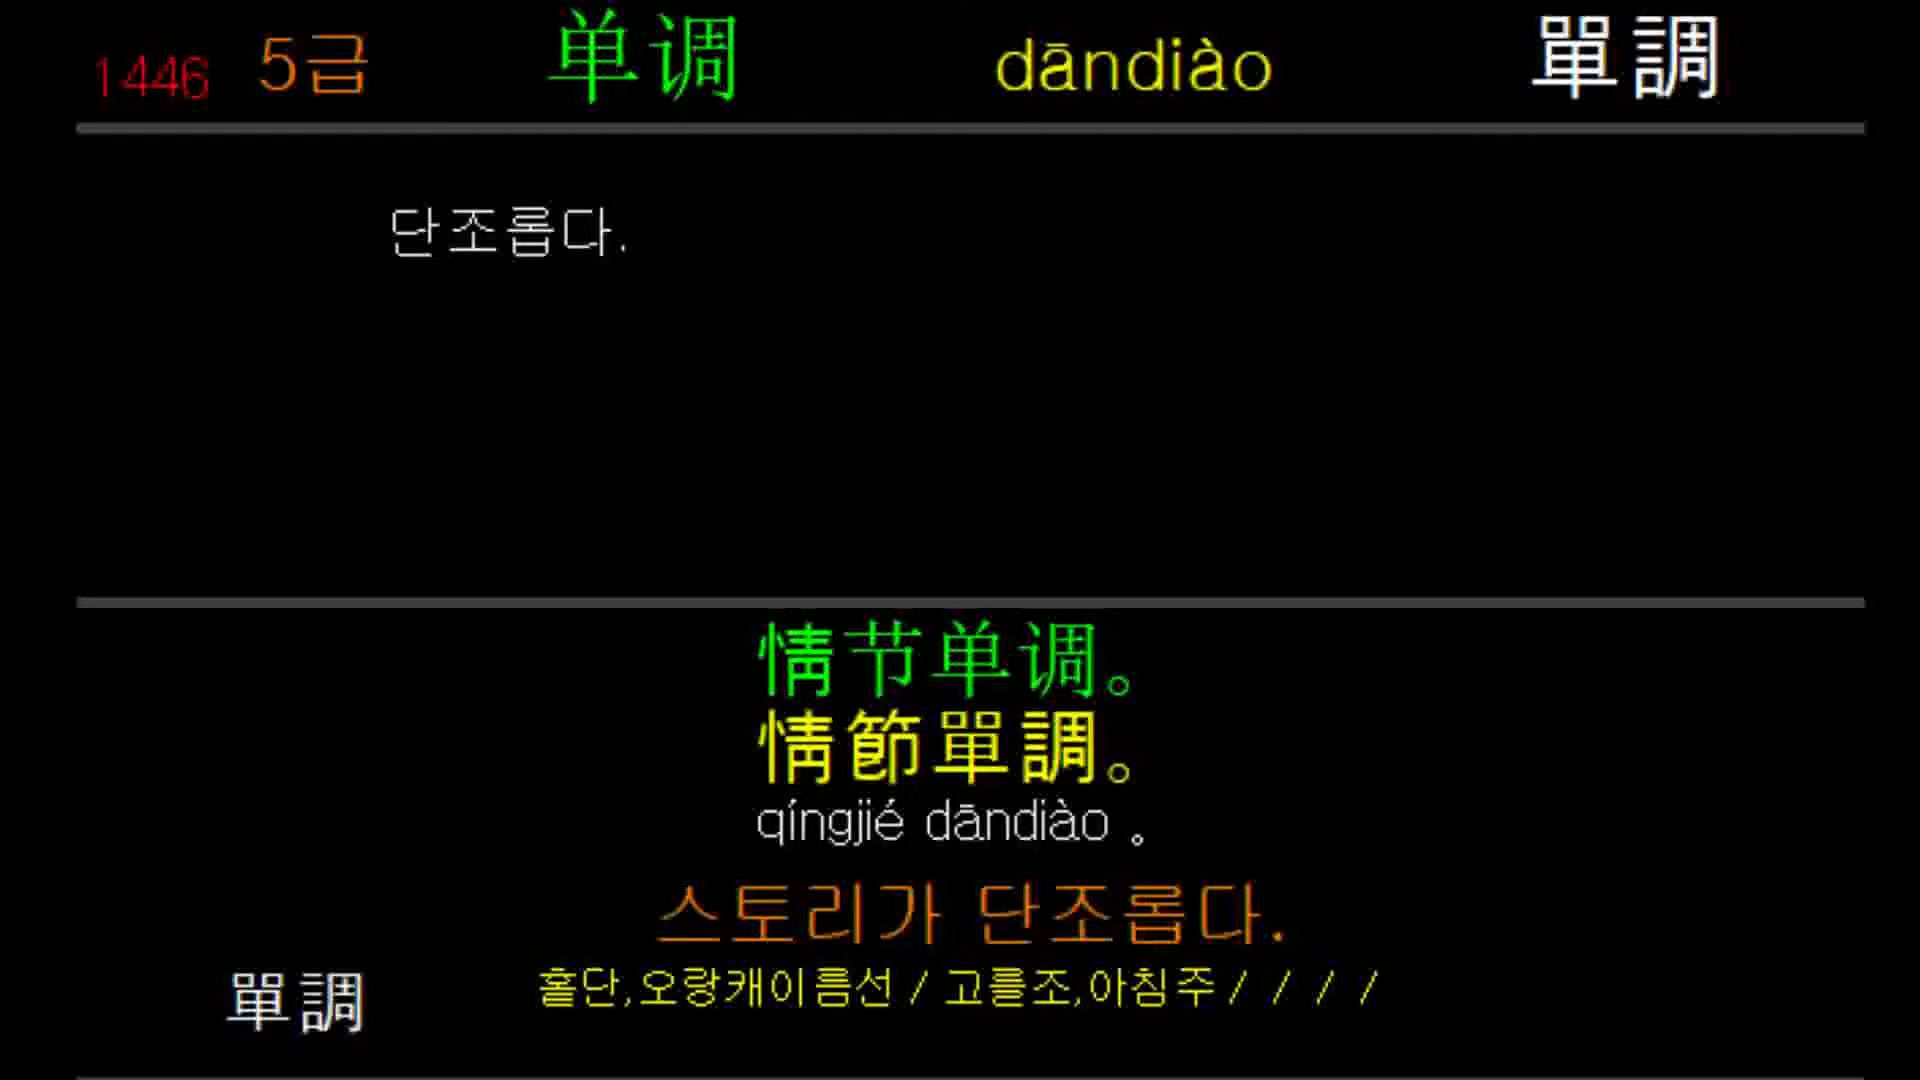 1446 5급 单调 dāndiào 單調
단조롭다.
情节单调。
情節單調。
qíngjié dāndiào 。
스토리가 단조롭다.
單調 홑단,오랑캐이름선 / 고를조,아침주 / / / /